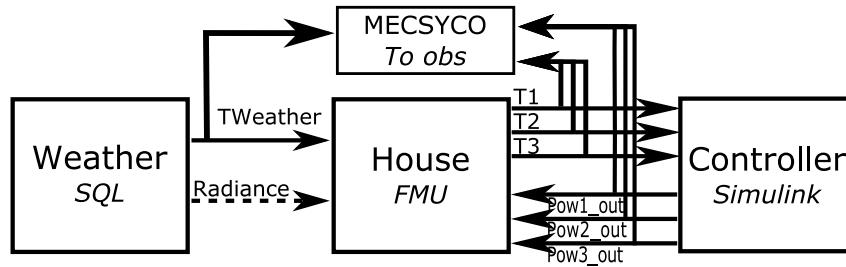 MECSYCO
To obs
TWeather
T1
T2
T3
Weather
SQL
Radiance
House
FMU
Controller
Simulink
Pow1_out
Pow2_out
Pow3_out